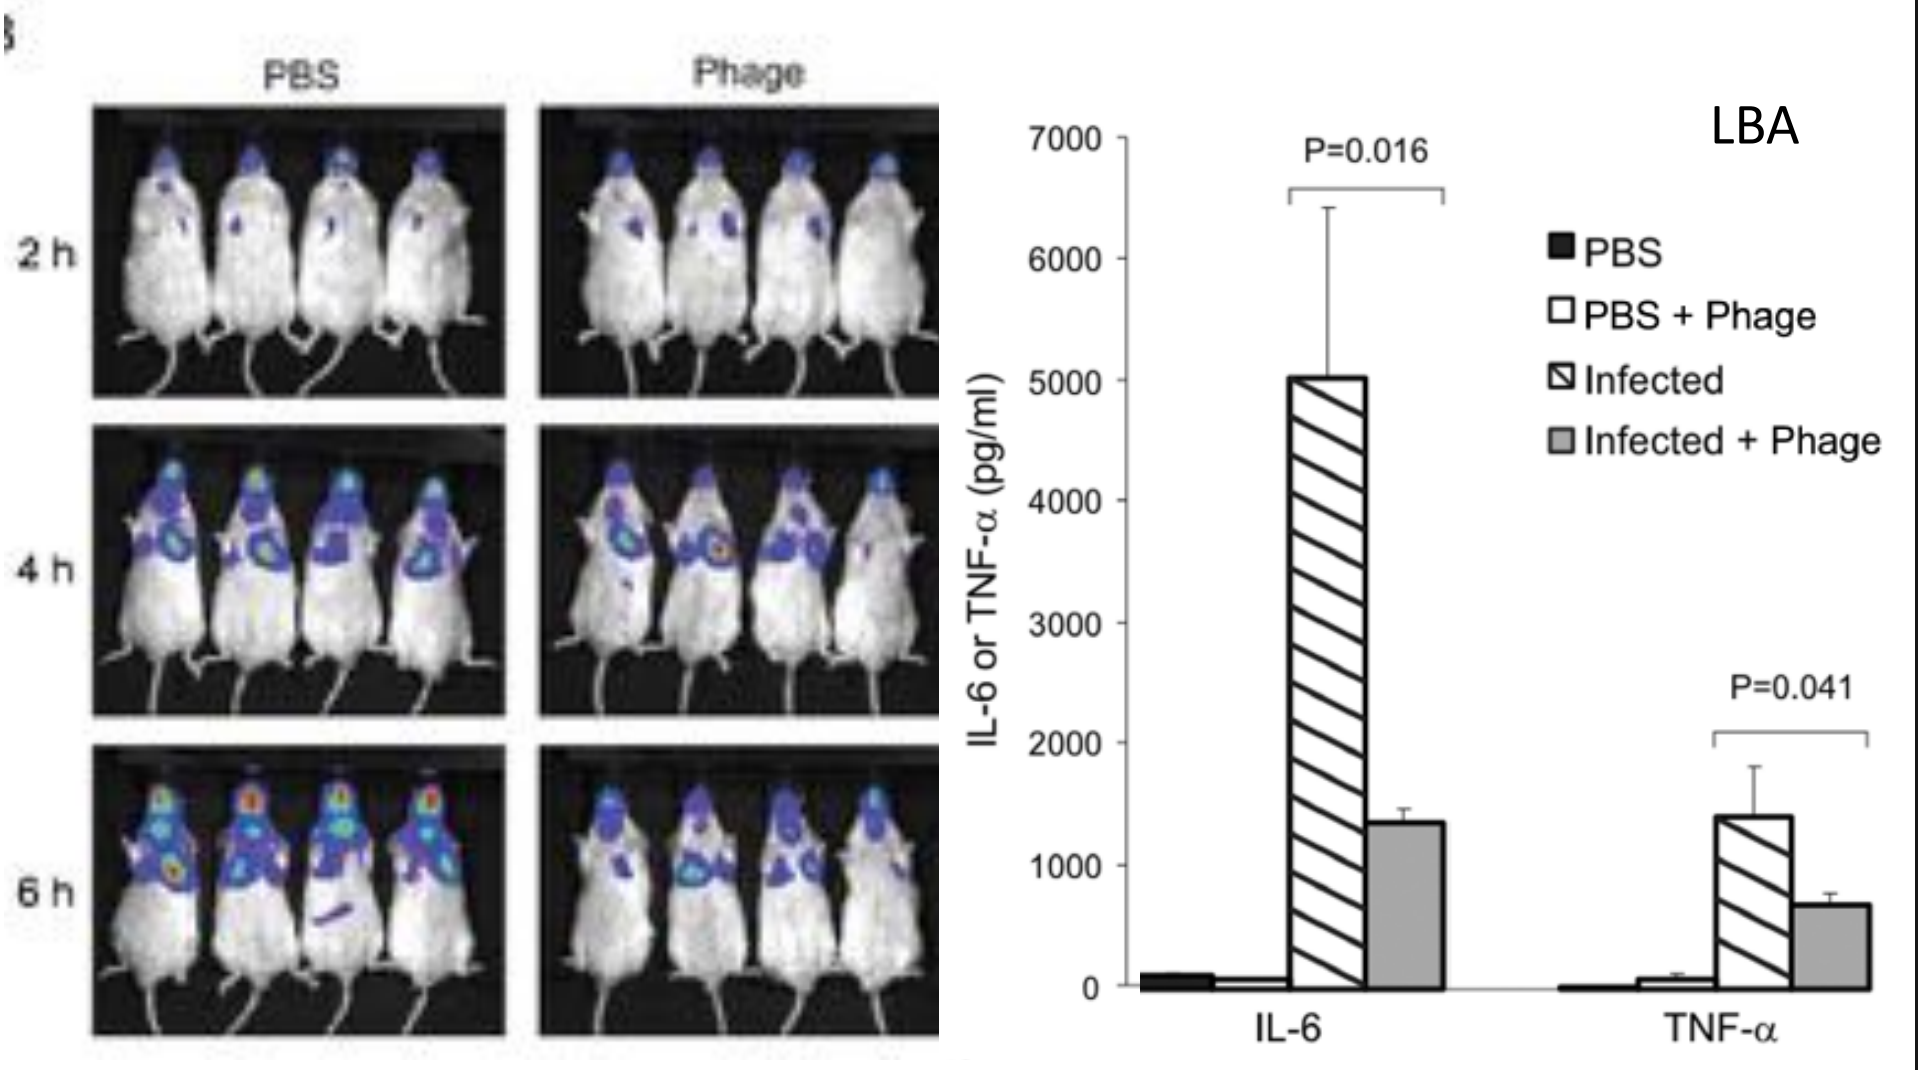 PBS
Phage
2 h
4 h
6 h
LBA
7000
6000
5000
4000
3000
2000
1000
0
IL-6 or TNF-α (pg/ml)
P=0.016
P=0.041
PBS
PBS + Phage
Infected
Infected + Phage
IL-6
TNF-α